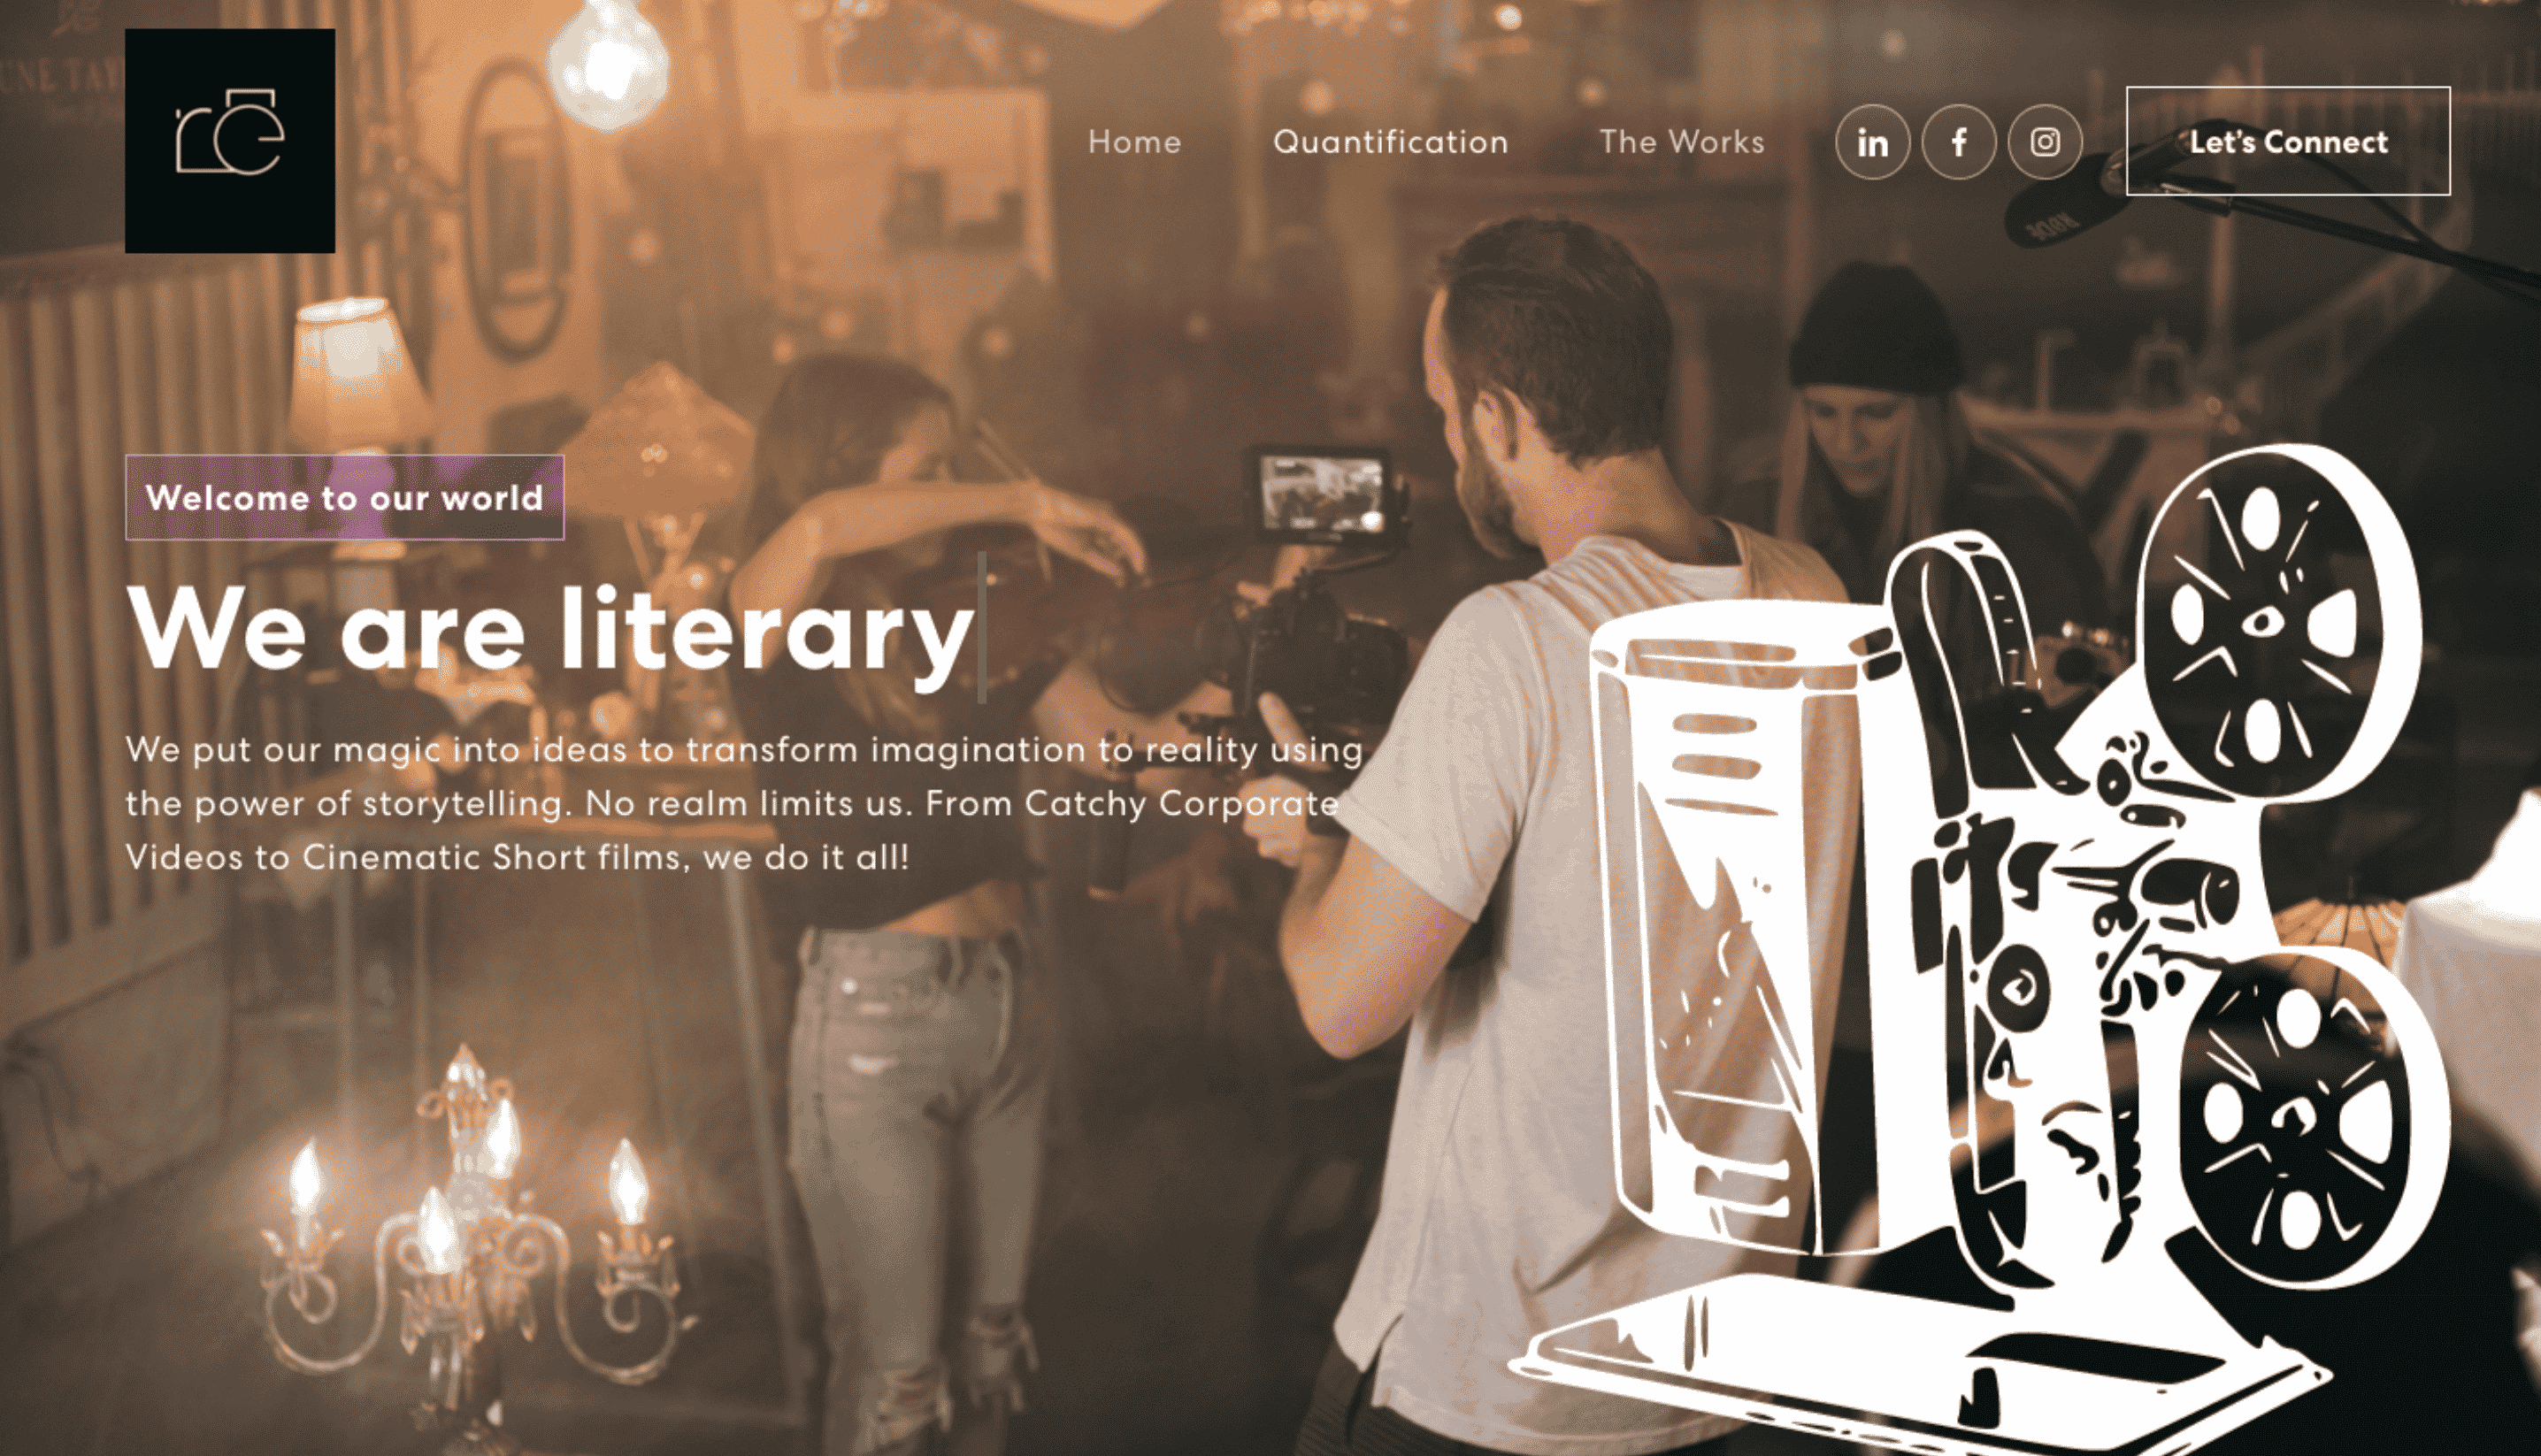 rē
Home
Quantification
The Works
in
f
Let's Connect
RØDE
Welcome to our world
We are literary
We put our magic into ideas to transform imagination to reality using
the power of storytelling. No realm limits us. From Catchy Corporate
Videos to Cinematic Short films, we do it all!